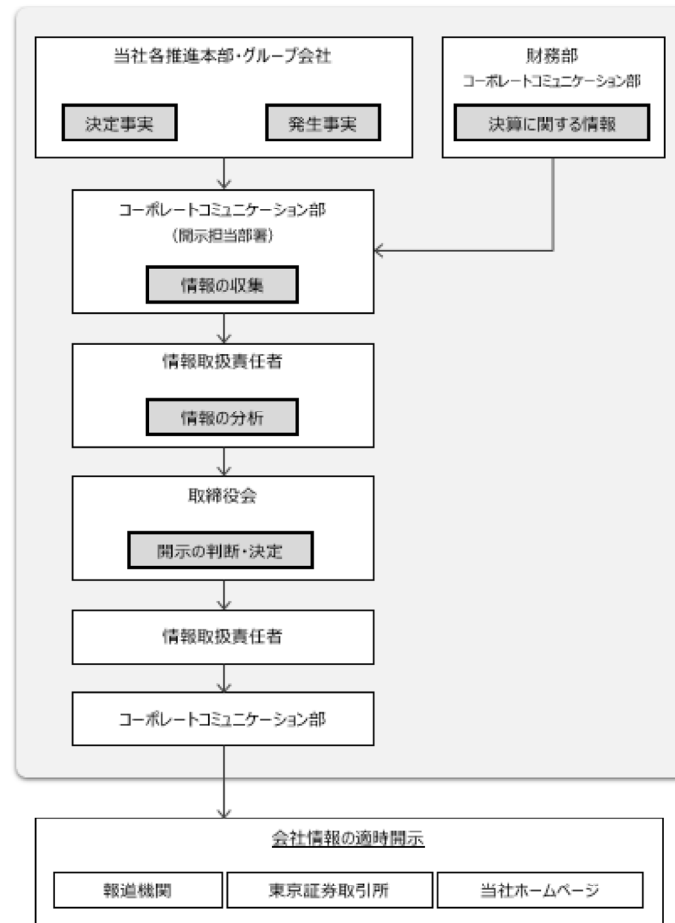 当社各推進本部・グループ会社
決定事実
発生事実
財務部
コーポレートコミュニケーション部
決算に関する情報
コーポレートコミュニケーション部
（開示担当部署）
情報の収集
情報取扱責任者
情報の分析
取締役会
開示の判断・決定
情報取扱責任者
コーポレートコミュニケーション部
会社情報の適時開示
報道機関
東京証券取引所
当社ホームページ